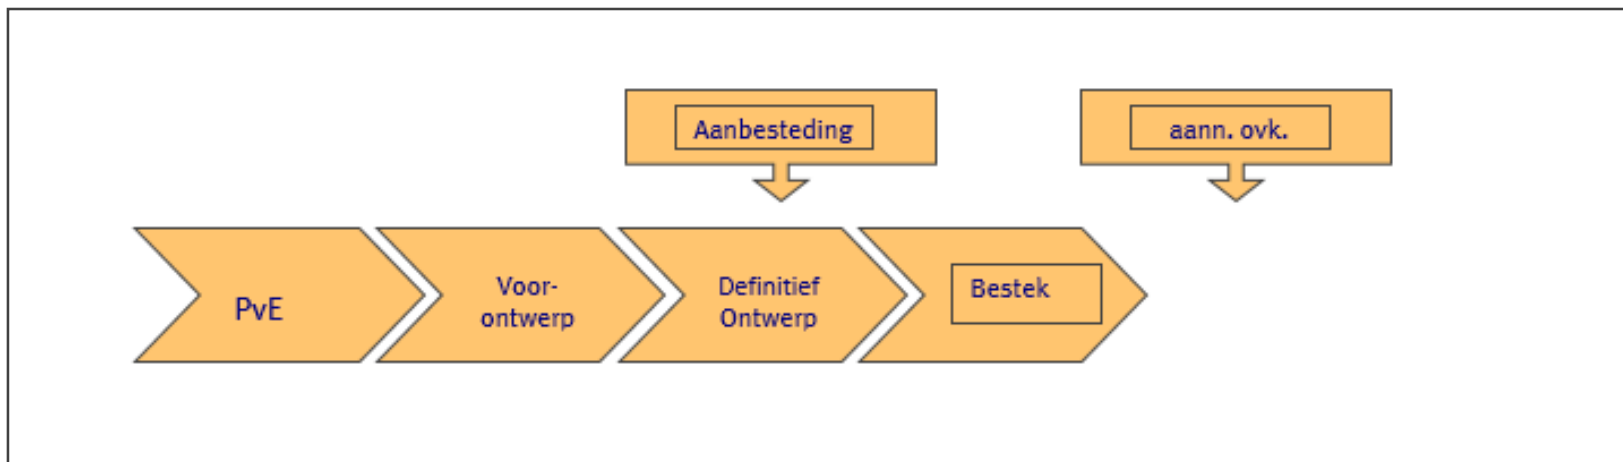 Aanbesteding
aann. ovk.
PvE
Voor-
ontwerp
Definitief
Ontwerp
Bestek